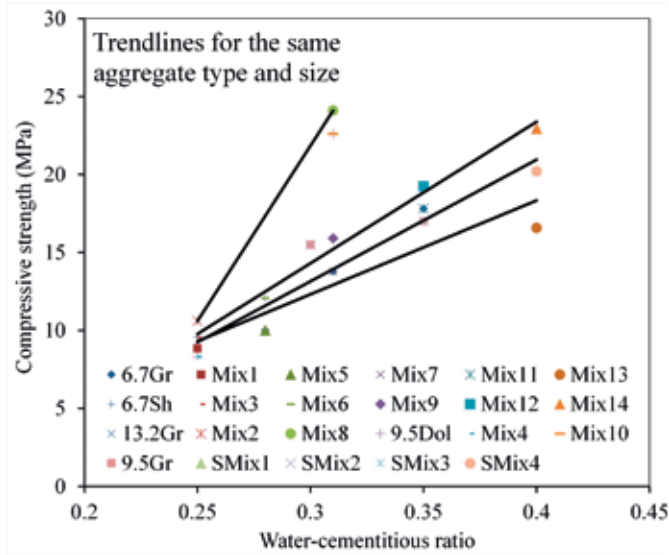 30
Trendlines for the same
aggregate type and size
25
20
15
10
5
0
Compressive strength (MPa)
6.7Gr Mix1 Mix5 Mix7 Mix11 Mix13
6.7Sh Mix3 Mix6 Mix9 Mix12 Mix14
13.2Gr Mix2 Mix8 9.5Dol Mix4 Mix10
9.5Gr SMix1 SMix2 SMix3 SMix4
0.2 0.25 0.3 0.35 0.4 0.45
Water-cementitious ratio